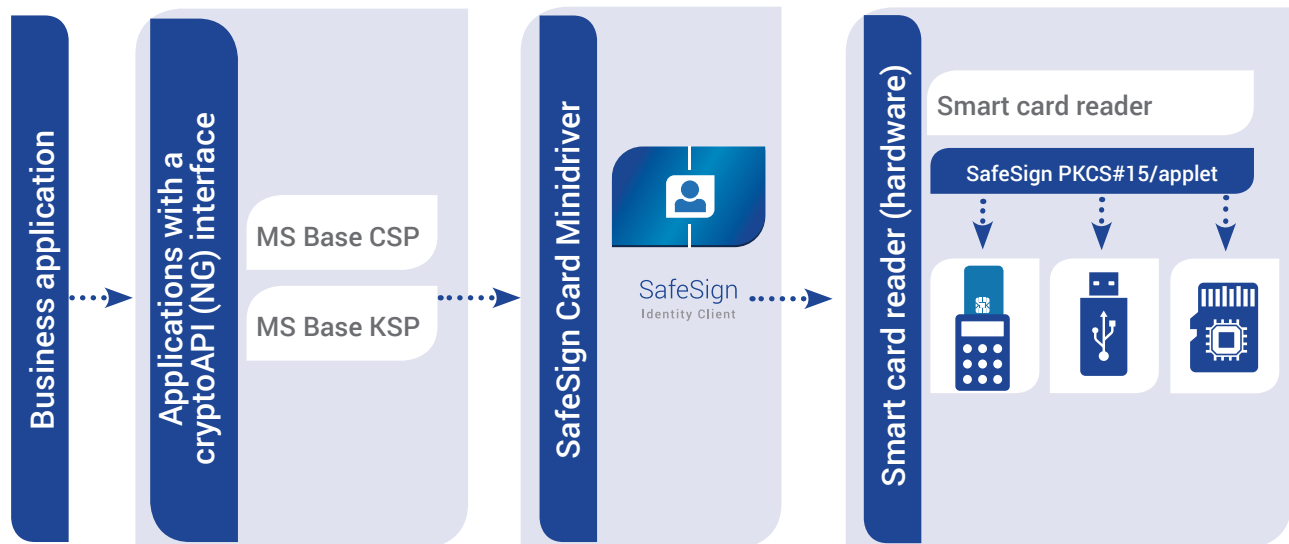 Business application
Applications with a
cryptoAPI (NG) interface
MS Base CSP
MS Base KSP
SafeSign Card Minidriver
SafeSign
Identity Client
Smart card reader (hardware)
Smart card reader
SafeSign PKCS#15/applet